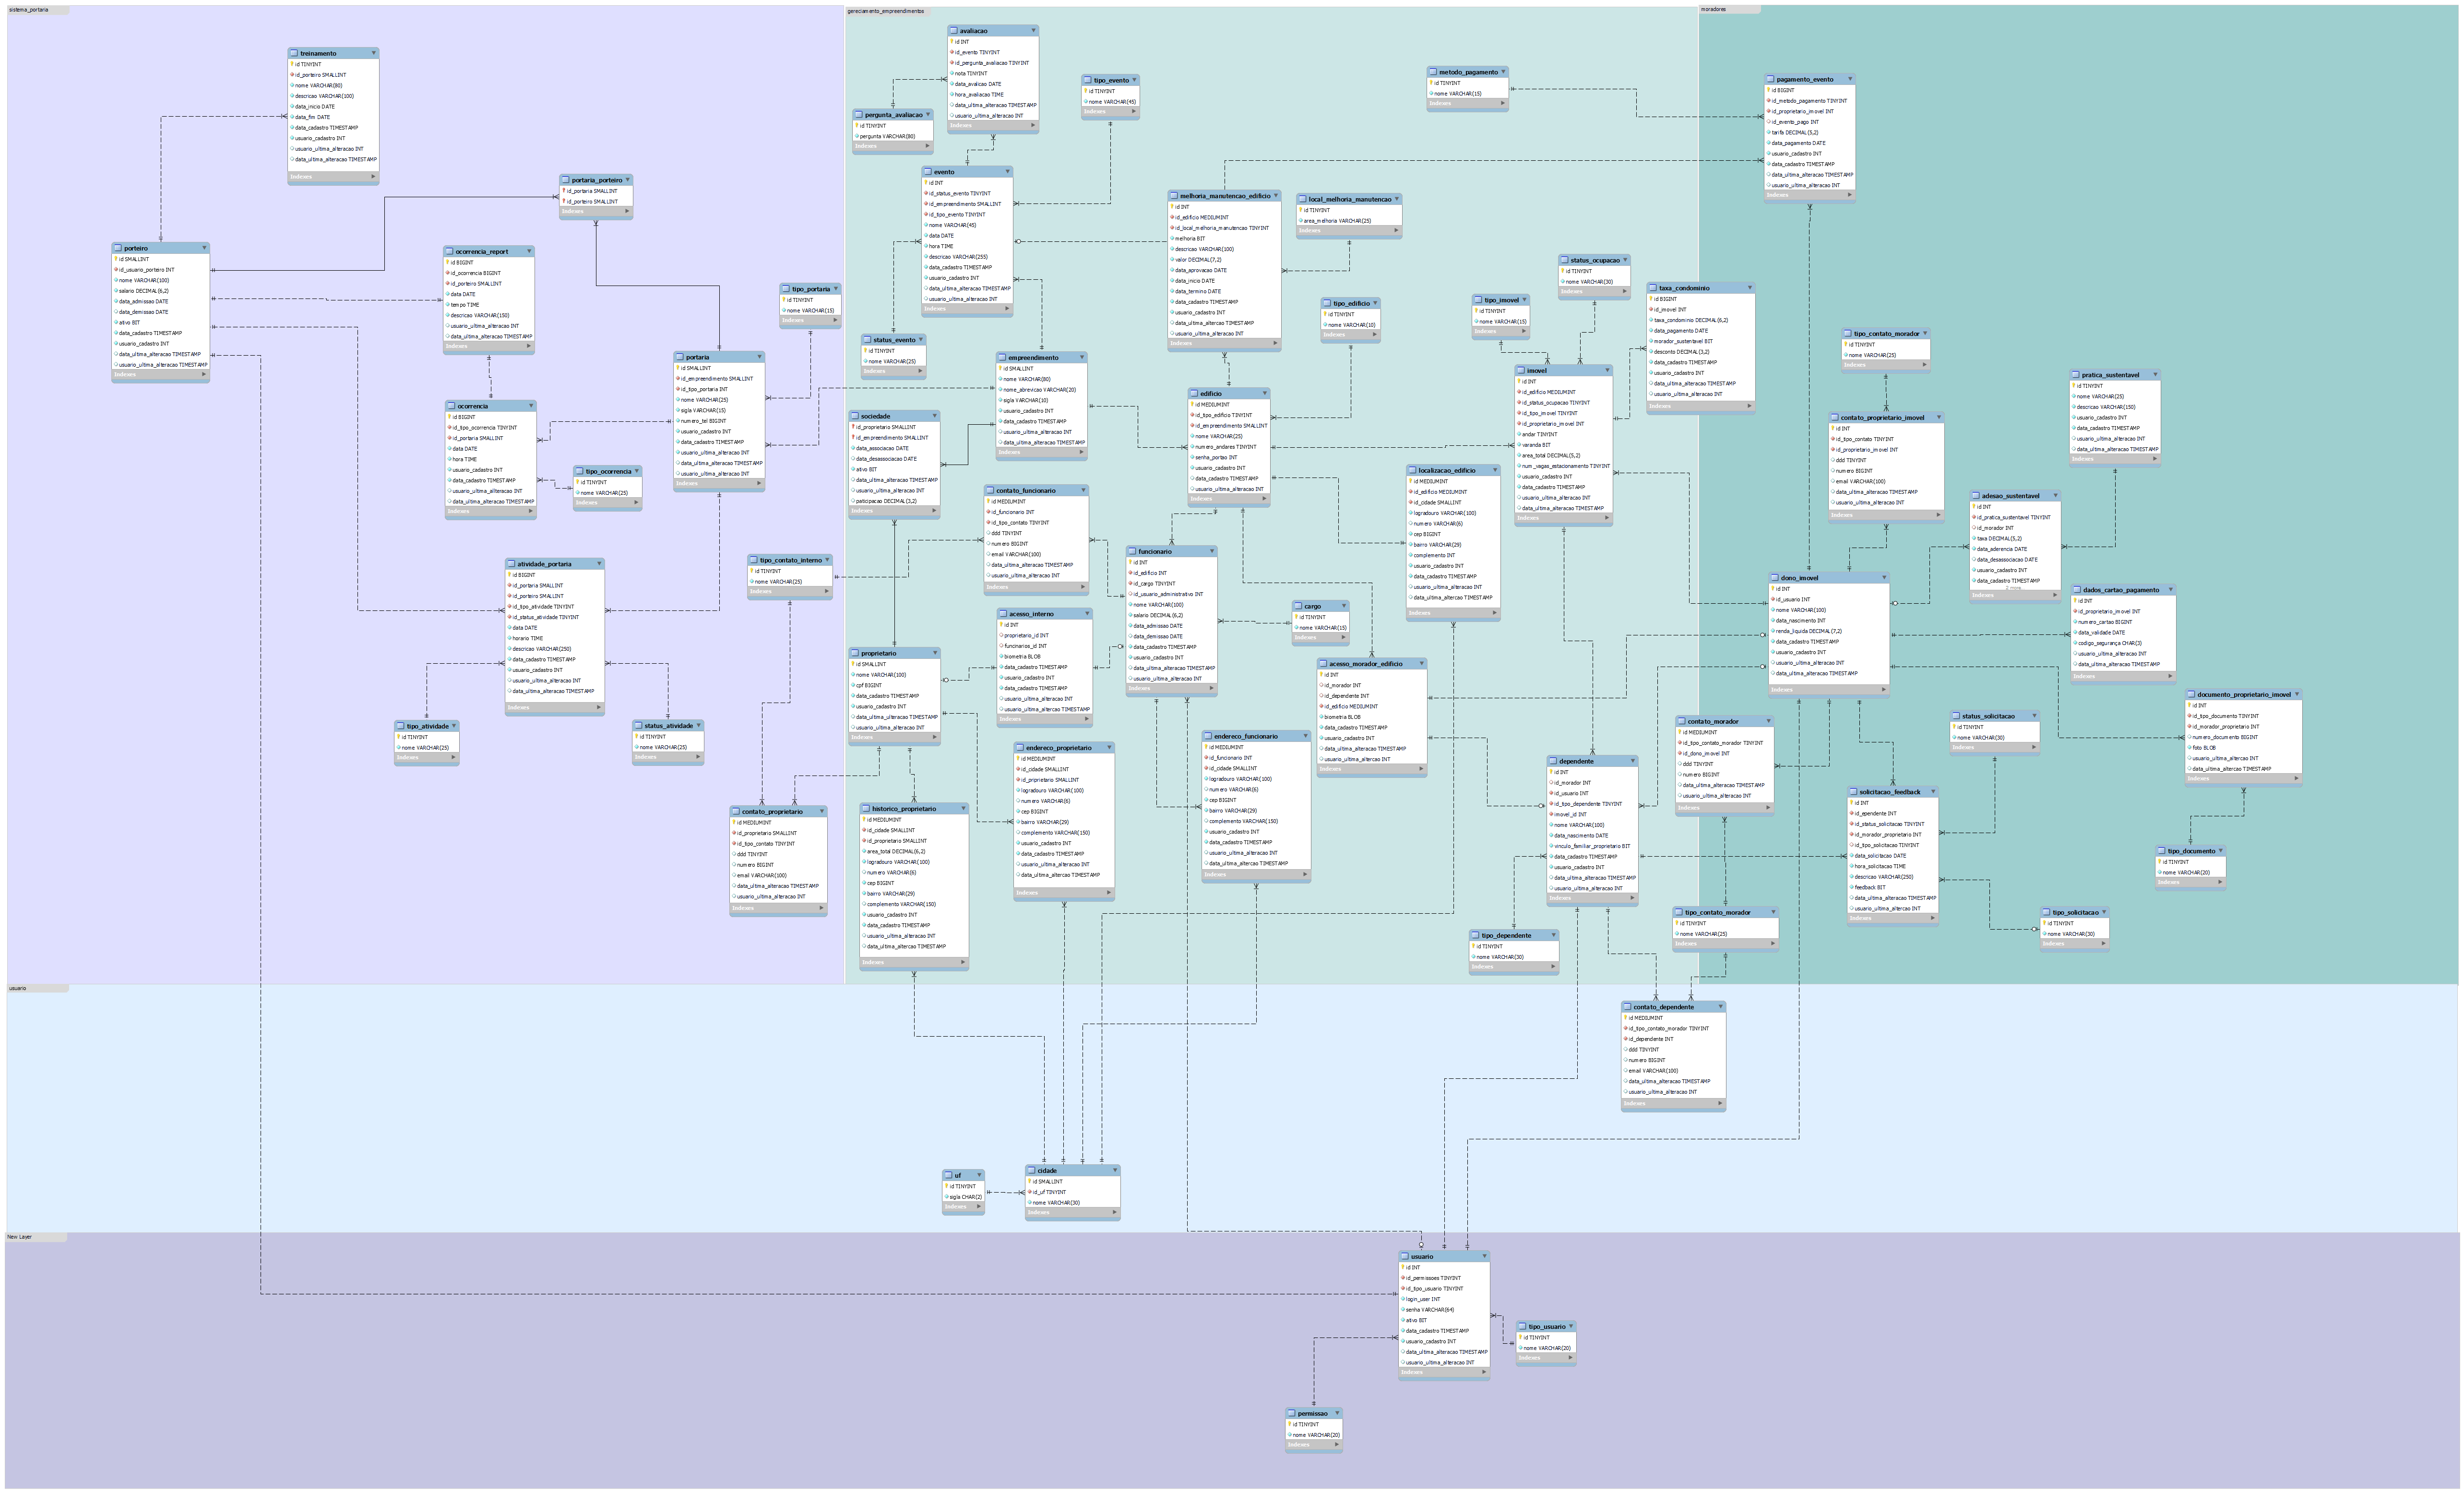 sistema_portaria
treinamento
id TINYINT
id_porteiro SMALLINT
nome VARCHAR(80)
descricao VARCHAR(100)
data_incio DATE
data_fim DATE
data_cadastro TIMESTAMP
usuario_cadastro INT
usuario_ultima_alteracao INT
data_ultima_alteracao TIMESTAMP
Indexes
portaria_porteiro
id_portaria SMALLINT
id_porteiro SMALLINT
Indexes
porteiro
id SMALLINT
id_usuario_porteiro INT
nome VARCHAR(100)
salario DECIMAL(6,2)
data_admissao DATE
data_demissao DATE
ativo BIT
data_cadastro TIMESTAMP
usuario_cadastro INT
data_ultima_alteracao TIMESTAMP
usuario_ultima_alteracao INT
Indexes
ocorrencia_report
id BIGINT
id_ocorrencia BIGINT
id_porteiro SMALLINT
data DATE
tempo TIME
descricao VARCHAR(150)
usuario_ultima_alteracao INT
data_ultima_alteracao TIMESTAMP
Indexes
tipo_portaria
id TINYINT
nome VARCHAR(15)
Indexes
portaria
id SMALLINT
id_empreendimento SMALLINT
id_tipo_portaria INT
nome VARCHAR(25)
sigla VARCHAR(15)
numero_tel BIGINT
usuario_cadastro INT
data_cadastro TIMESTAMP
usuario_ultima_alteracao INT
data_ultima_alteracao TIMESTAMP
usuario_ultima_alteracao INT
Indexes
ocorrencia
id BIGINT
id_tipo_ocorrencia TINYINT
id_portaria SMALLINT
data DATE
hora TIME
usuario_cadastro INT
data_cadastro TIMESTAMP
usuario_ultima_alteracao INT
data_ultima_alteracao TIMESTAMP
Indexes
tipo_ocorrencia
id TINYINT
nome VARCHAR(25)
Indexes
atividade_portaria
id BIGINT
id_portaria SMALLINT
id_porteiro SMALLINT
id_tipo_atividade TINYINT
id_status_atividade TINYINT
data DATE
horario TIME
descricao VARCHAR(250)
data_cadastro TIMESTAMP
usuario_cadastro INT
usuario_ultima_alteracao INT
data_ultima_alteracao TIMESTAMP
Indexes
tipo_contato_interno
id TINYINT
nome VARCHAR(25)
Indexes
tipo_atividade
id TINYINT
nome VARCHAR(25)
Indexes
status_atividade
id TINYINT
nome VARCHAR(25)
Indexes
contato_proprietario
id MEDIUMINT
id_proprietario SMALLINT
id_tipo_contato TINYINT
ddd TINYINT
numero BIGINT
email VARCHAR(100)
data_ultima_alteracao TIMESTAMP
usuario_ultima_alteracao INT
Indexes
gereciamento_empreendimentos
avaliacao
id INT
id_evento TINYINT
id_pergunta_avaliacao TINYINT
nota TINYINT
data_avalicao DATE
hora_avaliacao TIME
data_ultima_alteracao TIMESTAMP
usuario_ultima_alteracao INT
Indexes
pergunta_avaliacao
id TINYINT
pergunta VARCHAR(80)
Indexes
tipo_evento
id TINYINT
nome VARCHAR(45)
Indexes
evento
id INT
id_status_evento TINYINT
id_empreendimento SMALLINT
id_tipo_evento TINYINT
nome VARCHAR(45)
data DATE
hora TIME
descricao VARCHAR(255)
data_cadastro TIMESTAMP
usuario_cadastro INT
data_ultima_alteracao TIMESTAMP
usuario_ultima_alteracao INT
Indexes
status_evento
id TINYINT
nome VARCHAR(25)
Indexes
empreendimento
id SMALLINT
nome VARCHAR(80)
nome_abrevicao VARCHAR(20)
sigla VARCHAR(10)
usuario_cadastro INT
data_cadastro TIMESTAMP
usuario_ultima_alteracao INT
data_ultima_alteracao TIMESTAMP
Indexes
sociedade
id_proprietario SMALLINT
id_empreendimento SMALLINT
data_associacao DATE
data_desassociacao DATE
ativo BIT
data_ultima_alteracao TIMESTAMP
usuario_ultima_alteracao INT
paticipacao DECIMAL(3,2)
Indexes
melhoria_manutencao_edificio
id INT
id_edificio MEDIUMINT
id_local_melhoria_manutencao TINYINT
melhoria BIT
descricao VARCHAR(100)
valor DECIMAL(7,2)
data_aprovacao DATE
data_inicio DATE
data_termino DATE
data_cadastro TIMESTAMP
usuario_cadastro INT
data_ultima_altercao TIMESTAMP
usuario_ultima_alteracao INT
Indexes
local_melhoria_manutencao
id TINYINT
area_melhoria VARCHAR(25)
Indexes
tipo_edificio
id TINYINT
nome VARCHAR(10)
Indexes
edificio
id MEDIUMINT
id_tipo_edificio TINYINT
id_empreendimento SMALLINT
nome VARCHAR(25)
numero_andares TINYINT
senha_portao INT
usuario_cadastro INT
data_cadastro TIMESTAMP
usuario_ultima_alteracao INT
Indexes
metodo_pagamento
id TINYINT
nome VARCHAR(15)
Indexes
status_ocupacao
id TINYINT
nome VARCHAR(30)
Indexes
tipo_imovel
id TINYINT
nome VARCHAR(15)
Indexes
imovel
id INT
id_edificio MEDIUMINT
id_status_ocupacao TINYINT
id_tipo_imovel TINYINT
id_proprietario_imovel INT
andar TINYINT
varanda BIT
area_total DECIMAL(5,2)
num_vagas_estacionamento TINYINT
usuario_cadastro INT
data_cadastro TIMESTAMP
usuario_ultima_alteracao INT
data_ultima_alteracao TIMESTAMP
Indexes
taxa_condominio
id BIGINT
id_imovel INT
taxa_condominio DECIMAL(6,2)
data_pagamento DATE
morador_sustentavel BIT
desconto DECIMAL(3,2)
data_cadastro TIMESTAMP
usuario_cadastro INT
data_ultima_alteracao TIMESTAMP
usuario_ultima_alteracao INT
Indexes
contato_funcionario
id MEDIUMINT
id_funcionario INT
id_tipo_contato TINYINT
ddd TINYINT
numero BIGINT
email VARCHAR(100)
data_ultima_alteracao TIMESTAMP
usuario_ultima_alteracao INT
Indexes
localizacao_edificio
id MEDIUMINT
id_edificio MEDIUMINT
id_cidade SMALLINT
logradouro VARCHAR(100)
numero VARCHAR(6)
cep BIGINT
bairro VARCHAR(29)
complemento INT
usuario_cadastro INT
data_cadastro TIMESTAMP
usuario_ultima_alteracao INT
data_ultima_alteracao TIMESTAMP
Indexes
funcionario
id INT
id_edificio INT
id_cargo TINYINT
id_usuario_administrativo INT
nome VARCHAR(100)
salario DECIMAL(6,2)
data_admissao DATE
data_demissao DATE
data_cadastro TIMESTAMP
usuario_cadastro INT
data_ultima_alteracao TIMESTAMP
usuario_ultima_alteracao INT
Indexes
acesso_interno
id INT
proprietario_id INT
funcinarios_id INT
biometria BLOB
data_cadastro TIMESTAMP
usuario_cadastro INT
data_cadastro TIMESTAMP
usuario_ultima_alteracao INT
usuario_ultima_altercao TIMESTAMP
Indexes
cargo
id TINYINT
nome VARCHAR(15)
Indexes
proprietario
id SMALLINT
nome VARCHAR(100)
cpf BIGINT
data_cadastro TIMESTAMP
usuario_cadastro INT
data_ultima_alteracao TIMESTAMP
usuario_ultima_alteracao INT
Indexes
acesso_morador_edificio
id INT
id_morador INT
id_dependente INT
id_edificio MEDIUMINT
biometria BLOB
data_cadastro TIMESTAMP
usuario_cadastro INT
data_ultima_alteracao TIMESTAMP
usuario_ultima_altercao INT
Indexes
endereco_proprietario
id MEDIUMINT
id_cidade SMALLINT
id_priprietario SMALLINT
logradouro VARCHAR(100)
numero VARCHAR(6)
cep BIGINT
bairro VARCHAR(29)
complemento VARCHAR(150)
usuario_cadastro INT
data_cadastro TIMESTAMP
usuario_ultima_alteracao INT
data_ultima_alteracao TIMESTAMP
Indexes
endereco_funcionario
id MEDIUMINT
id_funcionario INT
id_cidade SMALLINT
logradouro VARCHAR(100)
numero VARCHAR(6)
cep BIGINT
bairro VARCHAR(29)
complemento VARCHAR(150)
usuario_cadastro INT
data_cadastro TIMESTAMP
usuario_ultima_alteracao INT
data_ultima_altercao TIMESTAMP
Indexes
historico_proprietario
id MEDIUMINT
id_cidade SMALLINT
id_proprietario SMALLINT
area_total DECIMAL(6,2)
logradouro VARCHAR(100)
numero VARCHAR(6)
cep BIGINT
bairro VARCHAR(29)
complemento VARCHAR(150)
usuario_cadastro INT
data_cadastro TIMESTAMP
usuario_ultima_alteracao INT
data_ultima_altercao TIMESTAMP
Indexes
dependente
id INT
id_morador INT
id_usuario INT
id_tipo_dependente TINYINT
imovel_id INT
nome VARCHAR(100)
data_nascimento DATE
vinculo_familiar_proprietario BIT
data_cadastro TIMESTAMP
usuario_cadastro INT
data_ultima_alteracao TIMESTAMP
usuario_ultima_alteracao INT
Indexes
tipo_dependente
id TINYINT
nome VARCHAR(30)
Indexes
moradores
pagamento_evento
id BIGINT
id_metodo_pagamento TINYINT
id_proprietario_imovel INT
id_evento_pago INT
tarifa DECIMAL(5,2)
data_pagamento DATE
usuario_cadastro INT
data_cadastro TIMESTAMP
data_ultima_alteracao TIMESTAMP
usuario_ultima_alteracao INT
Indexes
tipo_contato_morador
id TINYINT
nome VARCHAR(25)
Indexes
pratica_sustentavel
id TINYINT
nome VARCHAR(25)
descricao VARCHAR(150)
usuario_cadastro INT
data_cadastro TIMESTAMP
usuario_ultima_alteracao INT
data_ultima_alteracao TIMESTAMP
Indexes
contato_proprietario_imovel
id INT
id_tipo_contato TINYINT
id_proprietario_imovel INT
ddd TINYINT
numero BIGINT
email VARCHAR(100)
data_ultima_alteracao TIMESTAMP
usuario_ultima_alteracao INT
Indexes
adesao_sustentavel
id INT
id_pratica_sustentavel TINYINT
id_morador INT
taxa DECIMAL(5,2)
data_aderencia DATE
data_desassociacao DATE
usuario_cadastro INT
data_cadastro TIMESTAMP
Indexes
dono_imovel
id INT
id_usuario INT
nome VARCHAR(100)
data_nascimento INT
renda_liquida DECIMAL(7,2)
data_cadastro TIMESTAMP
usuario_cadastro INT
usuario_ultima_alteracao INT
data_ultima_alteracao TIMESTAMP
Indexes
dados_cartao_pagamento
id INT
id_proprietario_imovel INT
numero_cartao BIGINT
data_validade DATE
codigo_segurança CHAR(3)
usuario_ultima_alteracao INT
data_ultima_alteracao TIMESTAMP
Indexes
documento_proprietario_imovel
id INT
id_tipo_documento TINYINT
id_morador_proprietario INT
numero_documento BIGINT
foto BLOB
usuario_ultima_alteracao INT
data_ultima_altercao TIMESTAMP
Indexes
status_solicitacao
id TINYINT
nome VARCHAR(30)
Indexes
contato_morador
id MEDIUMINT
id_tipo_contato_morador TINYINT
id_dono_imovel INT
ddd TINYINT
numero BIGINT
data_ultima_alteracao TIMESTAMP
usuario_ultima_alteracao INT
Indexes
solicitacao_feedback
id INT
id_ependente INT
id_status_solicitacao TINYINT
id_morador_proprietario INT
id_tipo_solicitacao TINYINT
data_solicitacao DATE
hora_solicitacao TIME
descricao VARCHAR(250)
feedback BIT
data_ultima_alteracao TIMESTAMP
usuario_ultima_altercao INT
Indexes
tipo_documento
id TINYINT
nome VARCHAR(20)
Indexes
tipo_contato_morador
id TINYINT
nome VARCHAR(25)
Indexes
tipo_solicitacao
id TINYINT
nome VARCHAR(30)
Indexes
usuario
contato_dependente
id MEDIUMINT
id_tipo_contato_morador TINYINT
id_dependente INT
ddd TINYINT
numero BIGINT
email VARCHAR(100)
data_ultima_alteracao TIMESTAMP
usuario_ultima_alteracao INT
Indexes
uf
id TINYINT
sigla CHAR(2)
Indexes
cidade
id SMALLINT
id_uf TINYINT
nome VARCHAR(30)
Indexes
New Layer
usuario
id INT
id_permissoes TINYINT
id_tipo_usuario TINYINT
login_user INT
senha VARCHAR(64)
ativo BIT
data_cadastro TIMESTAMP
usuario_cadastro INT
data_ultima_alteracao TIMESTAMP
usuario_ultima_alteracao INT
Indexes
tipo_usuario
id TINYINT
nome VARCHAR(20)
Indexes
permissao
id TINYINT
nome VARCHAR(20)
Indexes